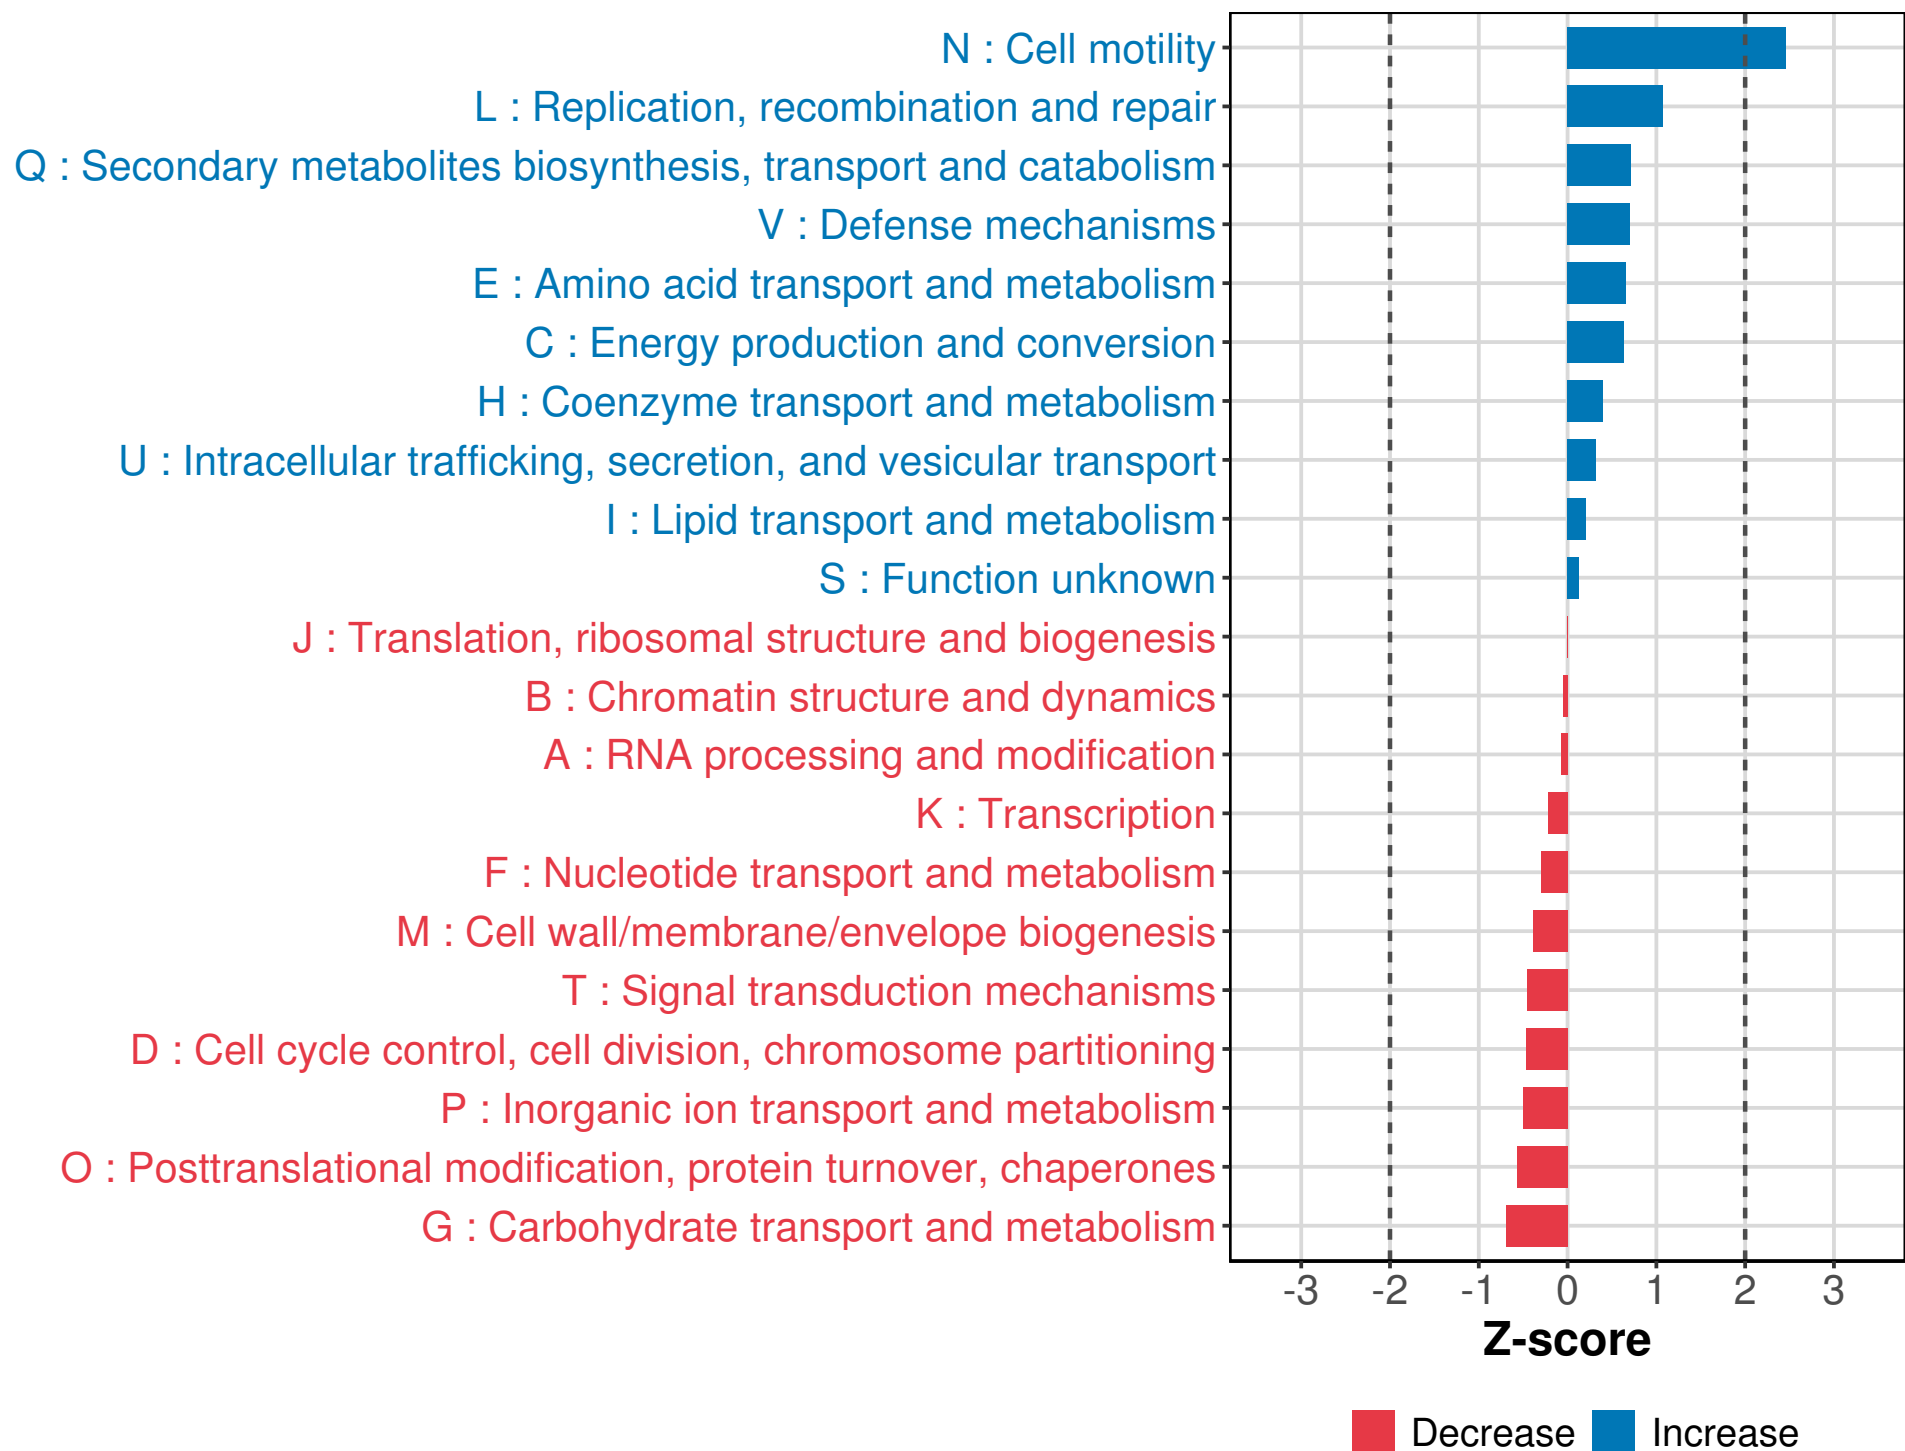 N : Cell motility
L : Replication, recombination and repair
Q : Secondary metabolites biosynthesis, transport and catabolism
V : Defense mechanisms
E : Amino acid transport and metabolism
C : Energy production and conversion
H : Coenzyme transport and metabolism
U : Intracellular trafficking, secretion, and vesicular transport
I : Lipid transport and metabolism
S : Function unknown
J : Translation, ribosomal structure and biogenesis
B : Chromatin structure and dynamics
A : RNA processing and modification
K : Transcription
F : Nucleotide transport and metabolism
M : Cell wall/membrane/envelope biogenesis
T : Signal transduction mechanisms
D : Cell cycle control, cell division, chromosome partitioning
P : Inorganic ion transport and metabolism
O : Posttranslational modification, protein turnover, chaperones
G : Carbohydrate transport and metabolism
-3 -2 -1 0 1 2 3
Z-score
Decrease Increase